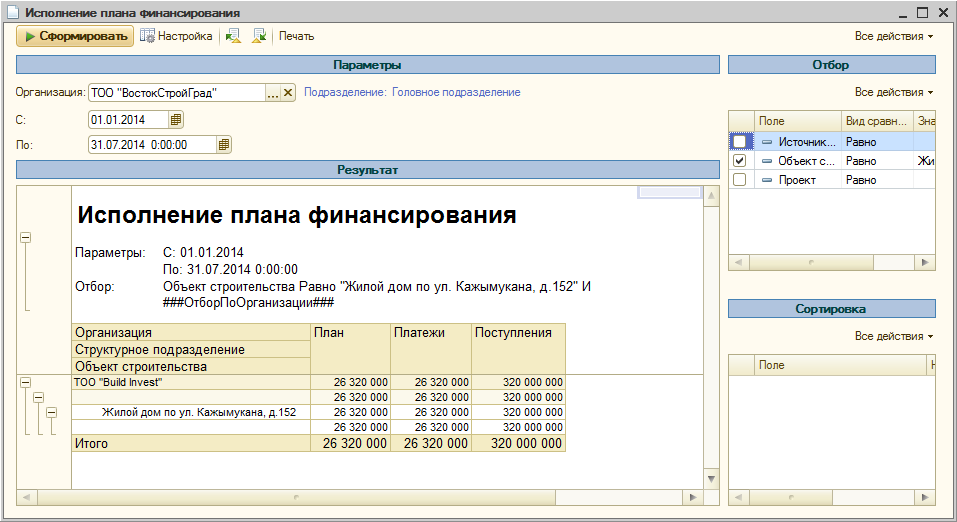 Исполнение плана финансирования
Сформировать Настройка Печать Все действия
Параметры
Отбор
Организация: ТОО "ВостокСтройГрад" ... Подразделение: Головное подразделение
Все действия
С: 01.01.2014
По: 31.07.2014 0:00:00
Поле Вид сравн... Зна
Источник... Равно
Объект с... Равно Жи
Проект Равно
Результат
Исполнение плана финансирования
Параметры: С: 01.01.2014
По: 31.07.2014 0:00:00
Отбор: Объект строительства Равно "Жилой дом по ул. Кажымукана, д.152" И
###ОтборПоОрганизации###
Сортировка
Все действия
Поле Н
Организация План Платежи Поступления
Структурное подразделение
Объект строительства
ТОО "Build Invest" 26 320 000 26 320 000 320 000 000
26 320 000 26 320 000 320 000 000
Жилой дом по ул. Кажымукана, д.152 26 320 000 26 320 000 320 000 000
26 320 000 26 320 000 320 000 000
Итого 26 320 000 26 320 000 320 000 000